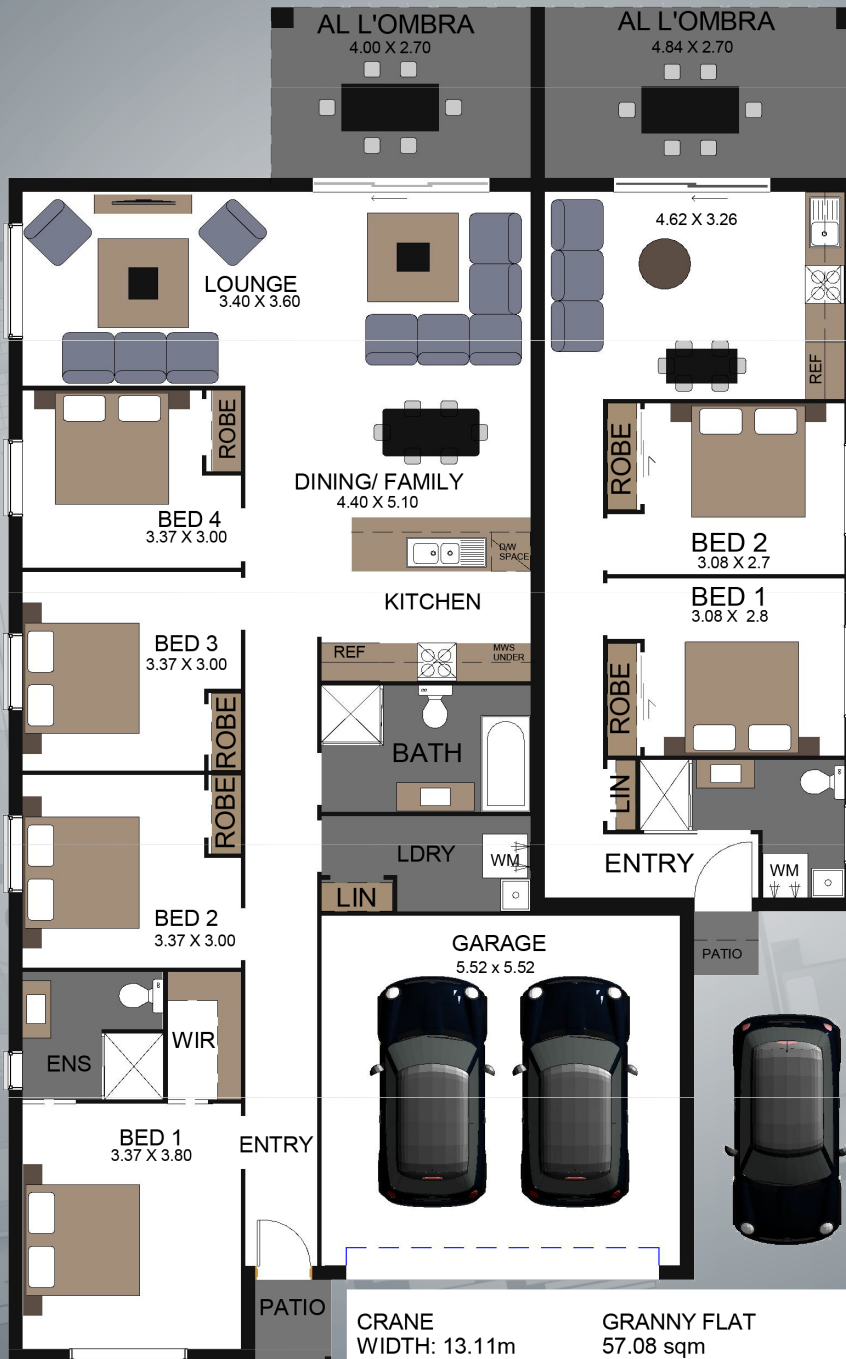 AL L'OMBRA
4.00 X 2.70
AL L'OMBRA
4.84 X 2.70
LOUNGE
3.40 X 3.60
4.62 X 3.26
REF
ROBE
BED 4
3.37 X 3.00
DINING/ FAMILY
4.40 X 5.10
D/W
SPACE
KITCHEN
REF
MWS
UNDER
ROBE
BED 2
3.08 X 2.7
BED 1
3.08 X 2.8
ROBE
BED 3
3.37 X 3.00
ROBE
ROBE
BED 2
3.37 X 3.00
BATH
LDRY
WM
LIN
LIN
ENTRY
WM
PATIO
GARAGE
5.52 x 5.52
ENS
WIR
BED 1
3.37 X 3.80
ENTRY
PATIO
CRANE
WIDTH: 13.11m
GRANNY FLAT
57.08 sqm